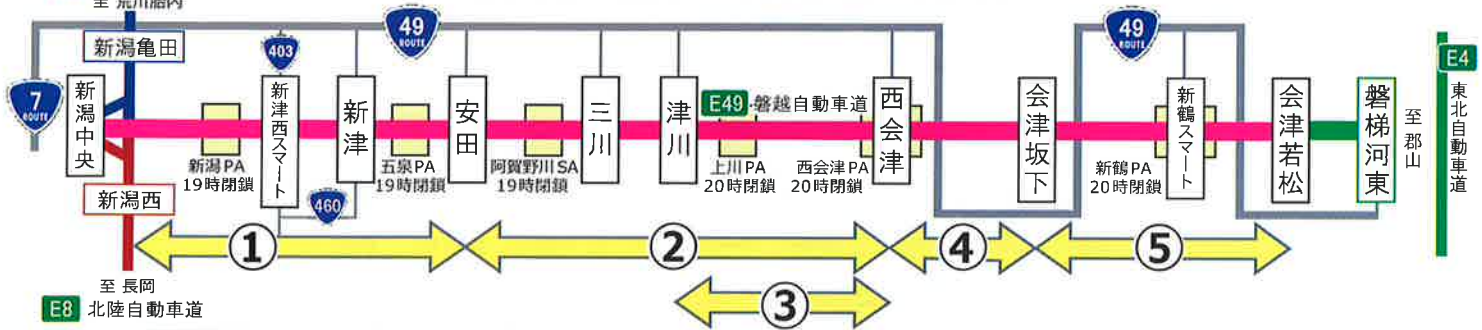 至 荒川胎内
新潟亀田
7
ROUTE
403
49
ROUTE
49
ROUTE
E4
東北自動車道
新潟中央
新潟PA
19時閉鎖
新津西スマート
新津
五泉PA
19時閉鎖
安田
阿賀野川SA
19時閉鎖
三川
津川
E49 磐越自動車道
上川PA
20時閉鎖
西会津PA
20時閉鎖
西会津
会津坂下
新鶴PA
20時閉鎖
新鶴スマート
会津若松
磐梯河東
至 郡山
新潟西
460
①
②
④
⑤
③
至 長岡
E8 北陸自動車道